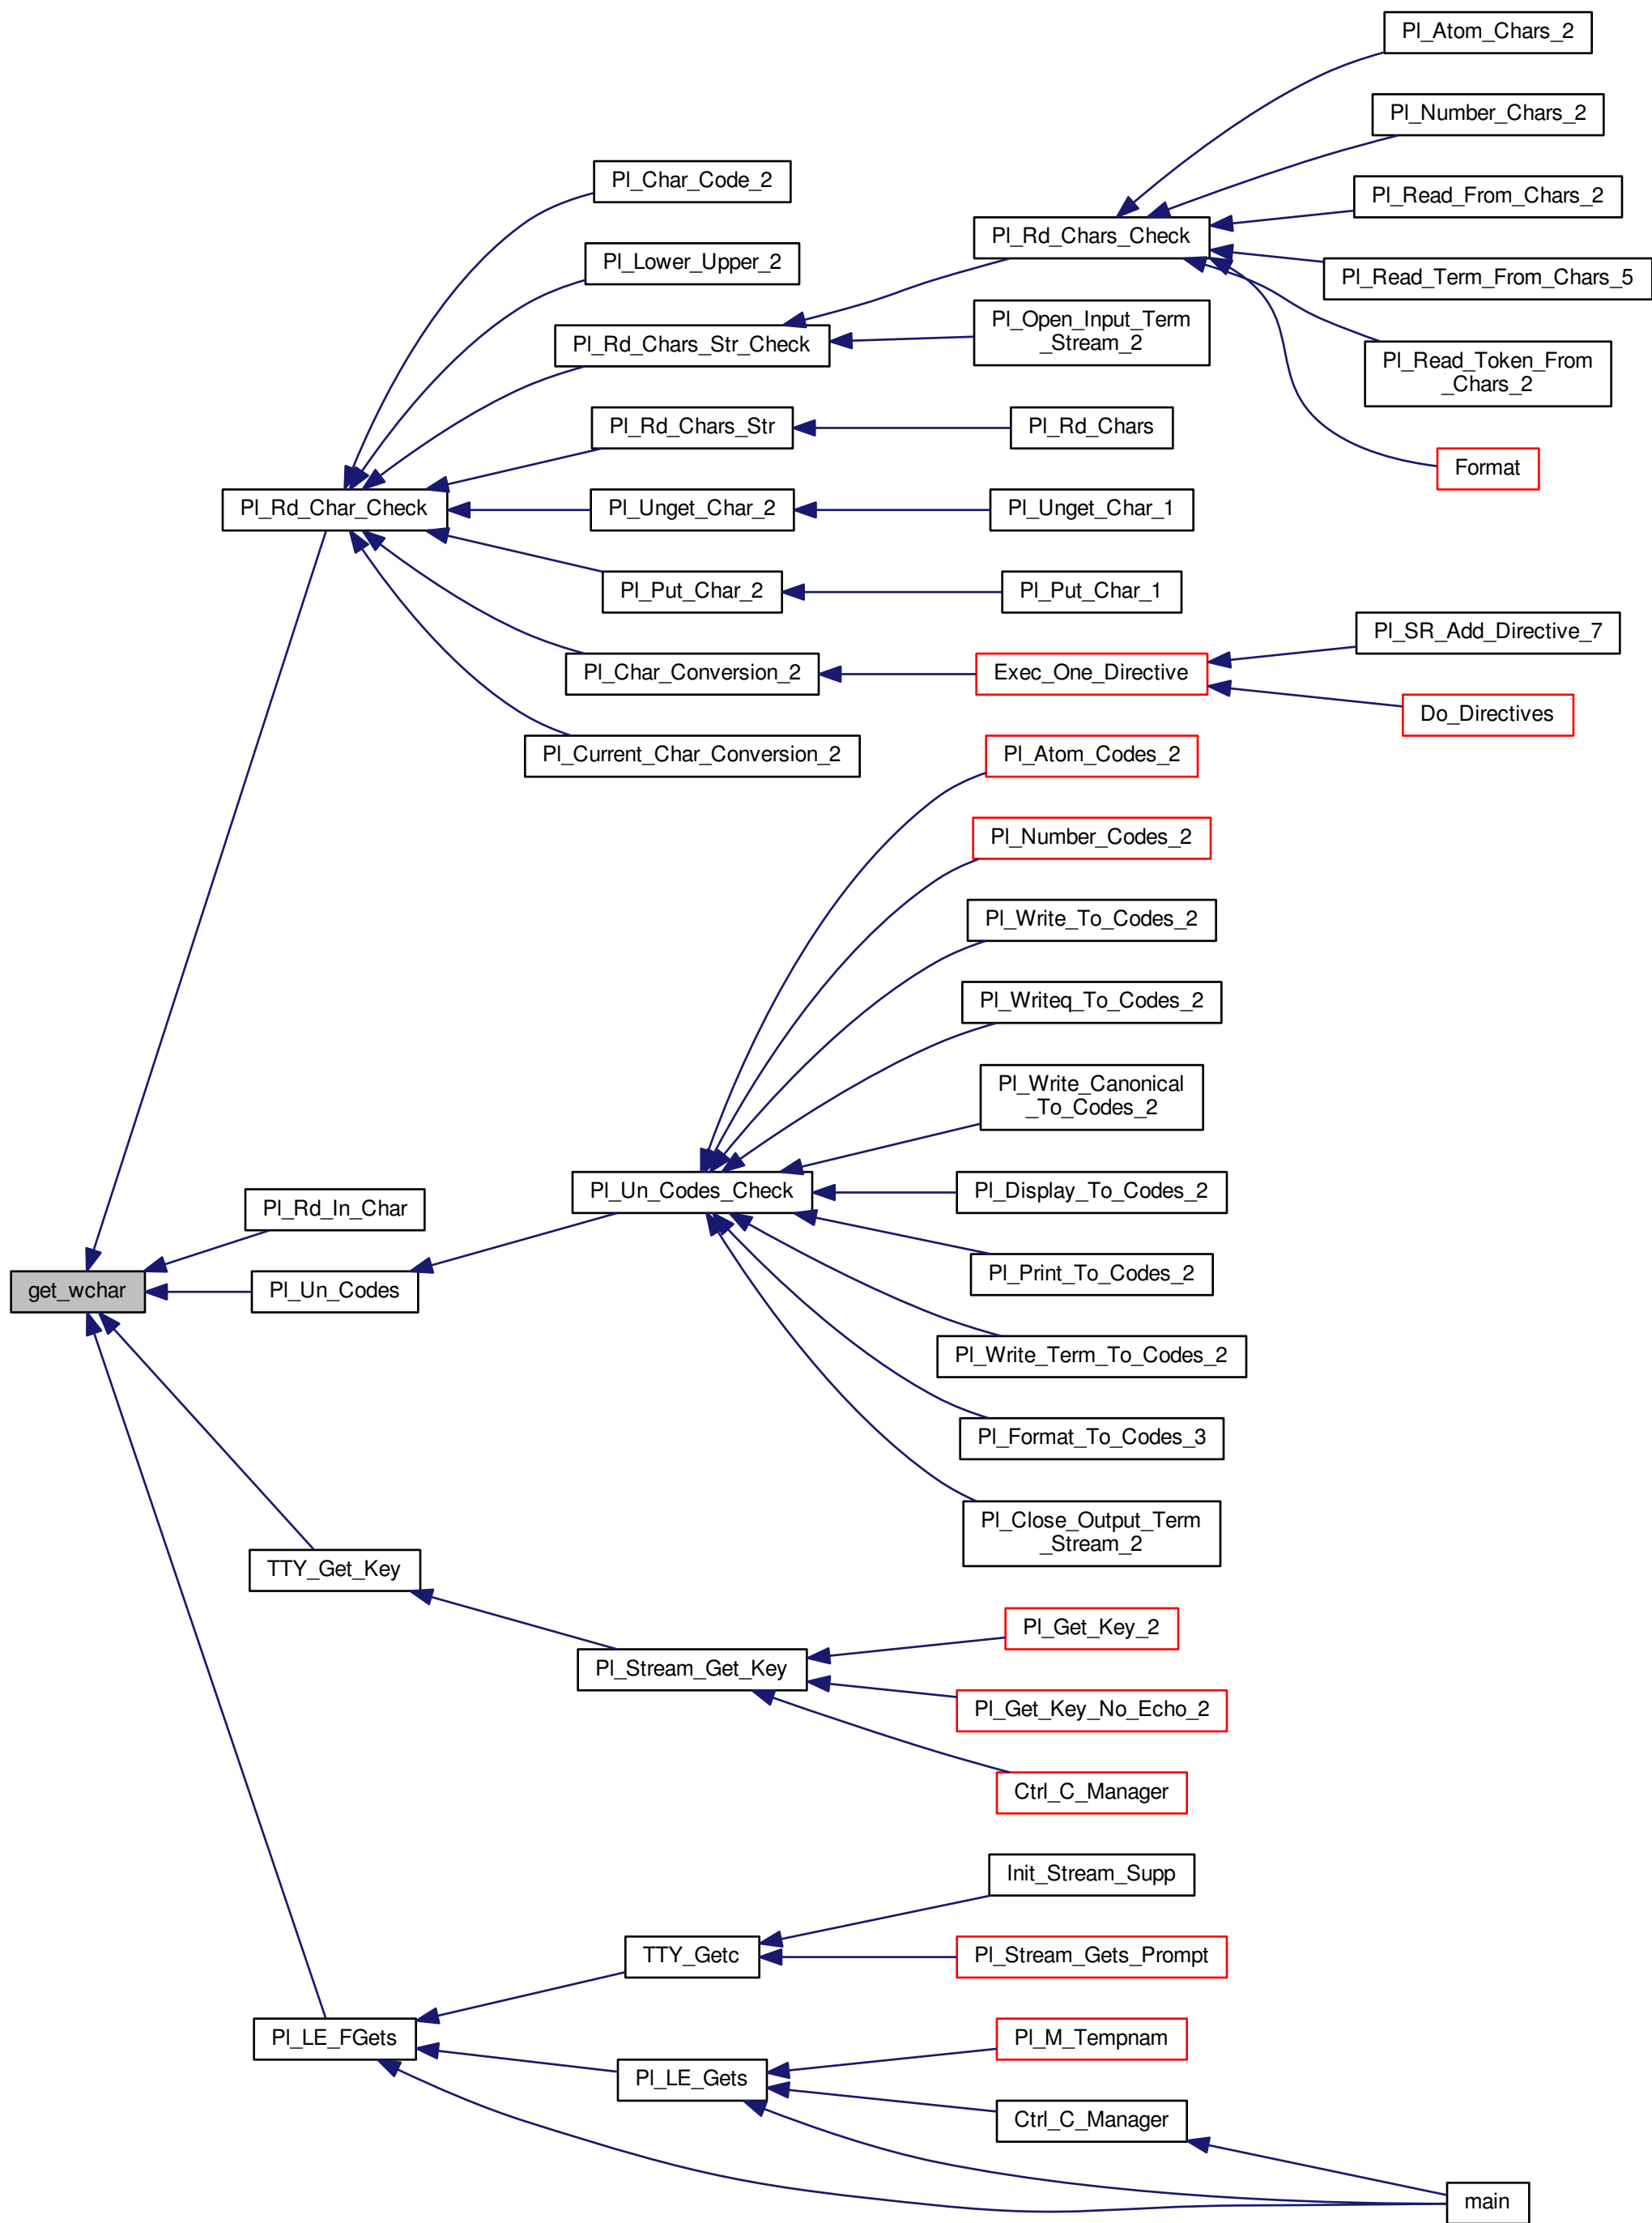 Pl_Atom_Chars_2
Pl_Number_Chars_2
Pl_Char_Code_2
Pl_Read_From_Chars_2
Pl_Rd_Chars_Check
Pl_Lower_Upper_2
Pl_Read_Term_From_Chars_5
Pl_Rd_Chars_Str_Check
Pl_Open_Input_Term
_Stream_2
Pl_Read_Token_From
_Chars_2
Pl_Rd_Chars_Str
Pl_Rd_Chars
Format
Pl_Rd_Char_Check
Pl_Unget_Char_2
Pl_Unget_Char_1
Pl_Put_Char_2
Pl_Put_Char_1
Pl_SR_Add_Directive_7
Pl_Char_Conversion_2
Exec_One_Directive
Do_Directives
Pl_Current_Char_Conversion_2
Pl_Atom_Codes_2
Pl_Number_Codes_2
Pl_Write_To_Codes_2
Pl_Writeq_To_Codes_2
Pl_Write_Canonical
_To_Codes_2
Pl_Un_Codes_Check
Pl_Display_To_Codes_2
Pl_Rd_In_Char
Pl_Print_To_Codes_2
get_wchar
Pl_Un_Codes
Pl_Write_Term_To_Codes_2
Pl_Format_To_Codes_3
Pl_Close_Output_Term
_Stream_2
TTY_Get_Key
Pl_Get_Key_2
Pl_Stream_Get_Key
Pl_Get_Key_No_Echo_2
Ctrl_C_Manager
Init_Stream_Supp
TTY_Getc
Pl_Stream_Gets_Prompt
Pl_LE_FGets
Pl_M_Tempnam
Pl_LE_Gets
Ctrl_C_Manager
main